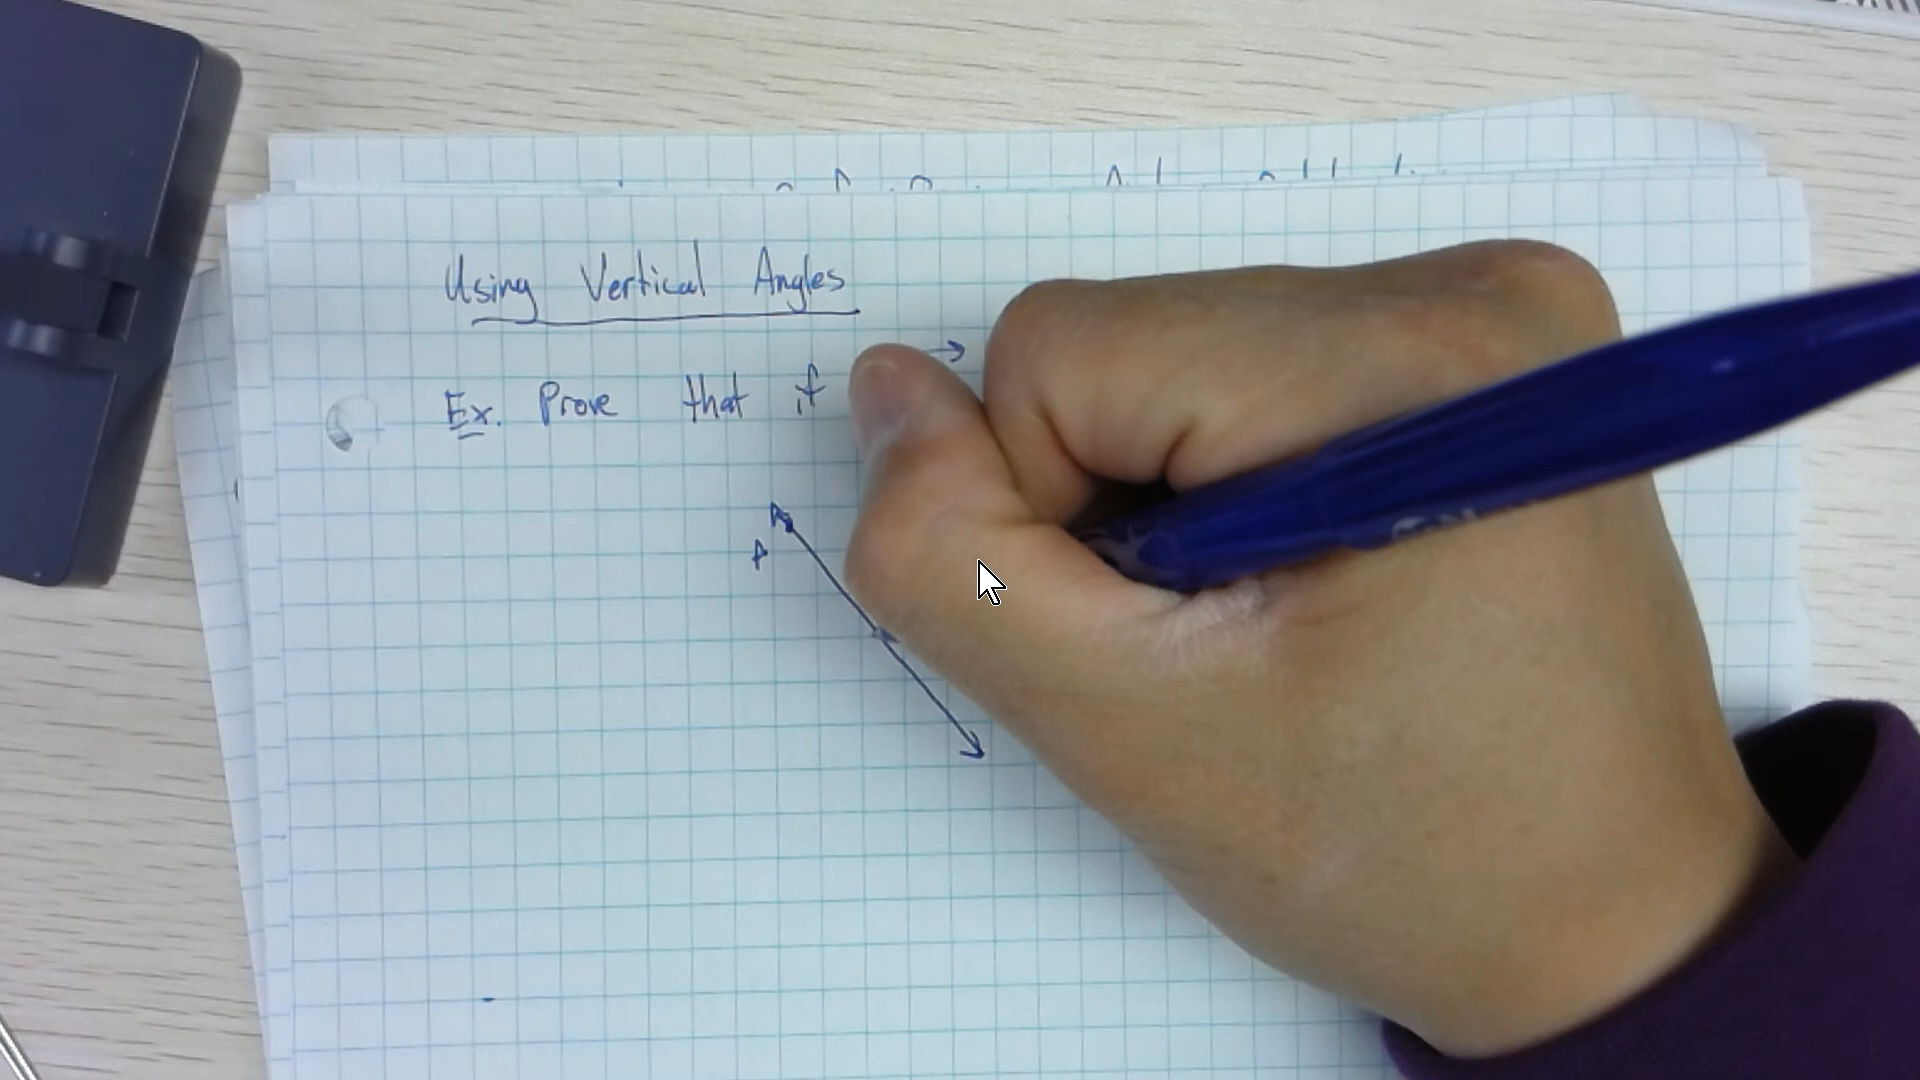 Using Vertical Angles
Ex. Prove that if
A